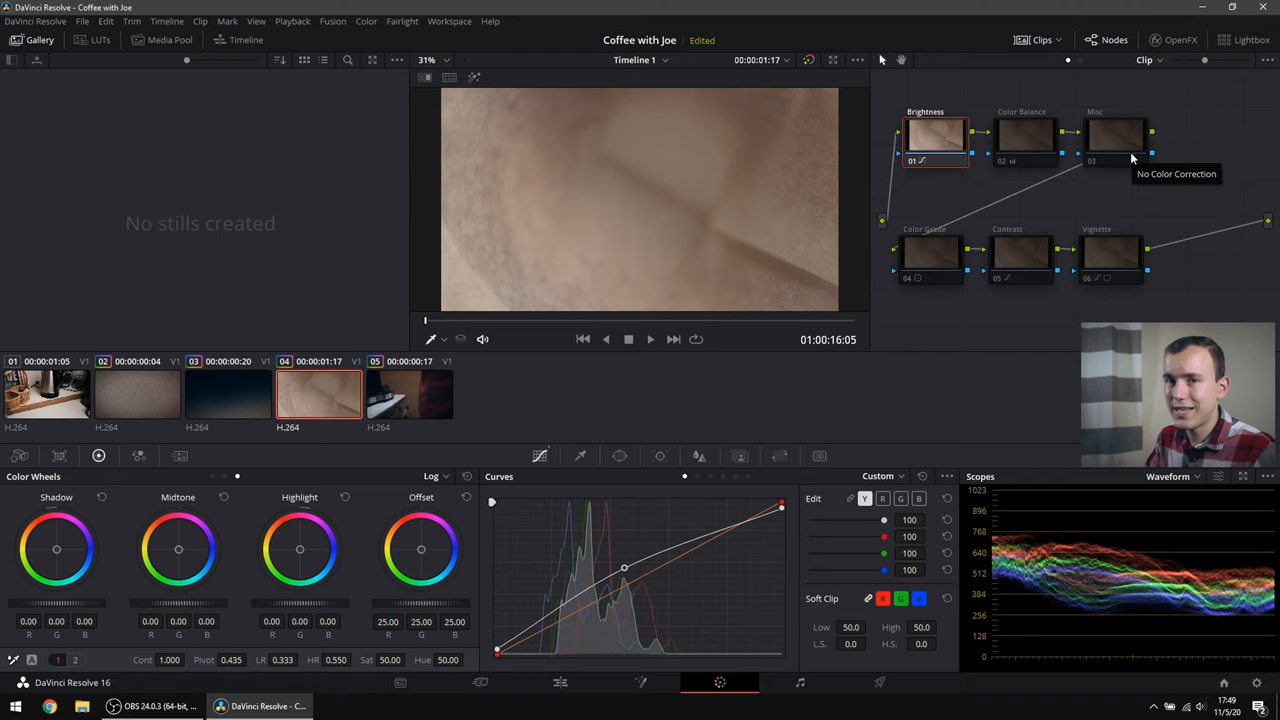 DaVinci Resolve - Coffee with Joe
DaVinci Resolve File Edit Trim Timeline Clip Mark View Playback Fusion Color Fairlight Workspace Help
Gallery LUTs Media Pool Timeline Coffee with Joe Edited Clips Nodes OpenFX Lightbox
31% Timeline 1 00:00:01:17 Clip
Brightness Color Balance Misc
01 02 03
No Color Correction
No stills created
Color Grade Contrast Vignette
04 05 06
01:00:16:05
01 00:00:01:05 V1 02 00:00:00:04 V1 03 00:00:00:20 V1 04 00:00:01:17 V1 05 00:00:00:17 V1
H.264 H.264 H.264 H.264 H.264
Color Wheels Log Curves Custom Scopes Waveform
Shadow Midtone Highlight Offset
Edit Y R G B
100
100
100
100
Soft Clip R G B
Low 50.0 High 50.0
L.S. 0.0 H.S. 0.0
1023
896
768
640
512
384
256
128
0
0.00 0.00 0.00 0.00 0.00 0.00 0.00 0.00 0.00 25.00 25.00 25.00
R G B R G B R G B R G B
A 1 2 Cont 1.000 Pivot 0.435 LR 0.333 HR 0.550 Sat 50.00 Hue 50.00
DaVinci Resolve 16
OBS 24.0.3 (64-bit, ... DaVinci Resolve - C...
17:49
11/5/20
2